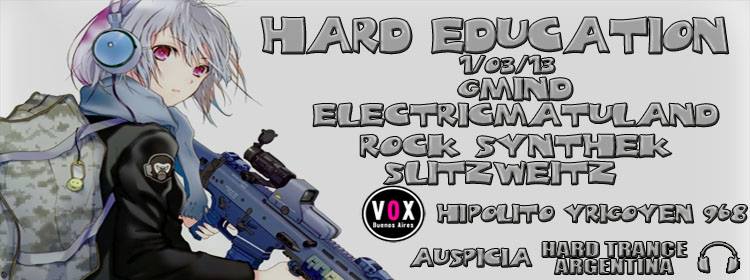 HARD EDUCATION
1/03/13
GMIND
ELECTRICMATULAND
ROCK SYNTHEK
SLITZWEITZ
VOX
Buenos Aires
HIPOLITO YRIGOYEN 968
AUSPICIA HARD TRANCE
ARGENTINA